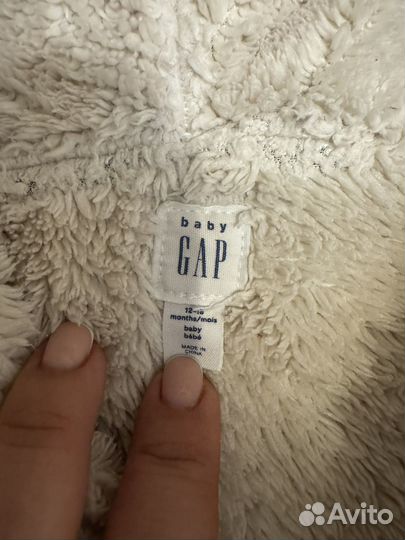 baby
GAP
12-18
months/mois
baby
bébé
MADE IN
CHINA
Avito